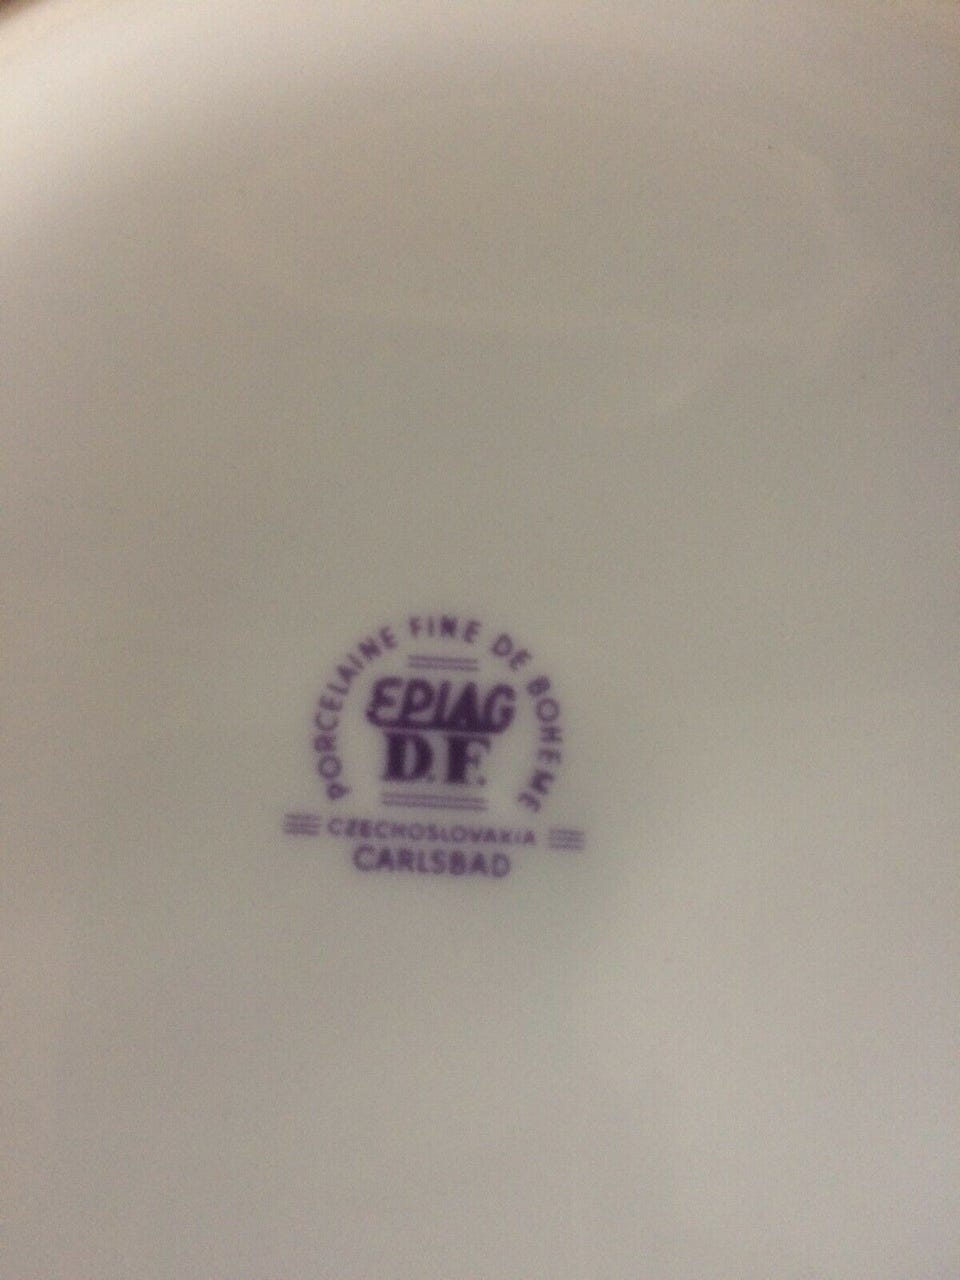 PORCELAINE FINE DE BOHEME
EPIAG
D.F.
CZECHOSLOVAKIA
CARLSBAD